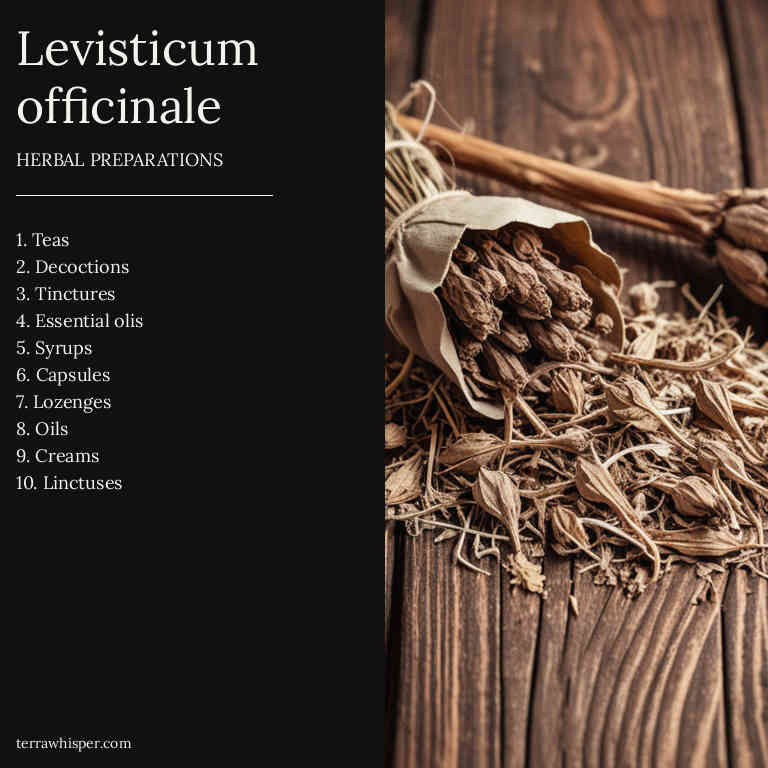 Levisticum
officinale
HERBAL PREPARATIONS
1. Teas
2. Decoctions
3. Tinctures
4. Essential olis
5. Syrups
6. Capsules
7. Lozenges
8. Oils
9. Creams
10. Linctuses
terrawhisper.com